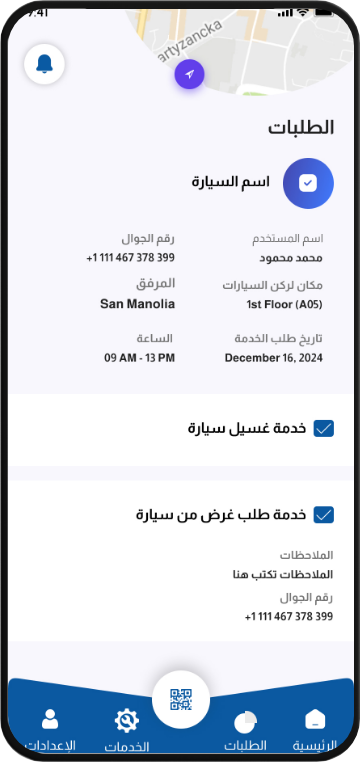 7:41
artyzancka
الطلبات
اسم السيارة
اسم المستخدم
رقم الجوال
محمد محمود
+1 111 467 378 399
مكان لركن السيارات
المرفق
1st Floor (A05)
San Manolia
تاريخ طلب الخدمة
الساعة
December 16, 2024
09 AM - 13 PM
خدمة غسيل سيارة
خدمة طلب غرض من سيارة
الملاحظات
الملاحظات تكتب هنا
رقم الجوال
+1 111 467 378 399
الرئيسية
الطلبات
الخدمات
الإعدادات